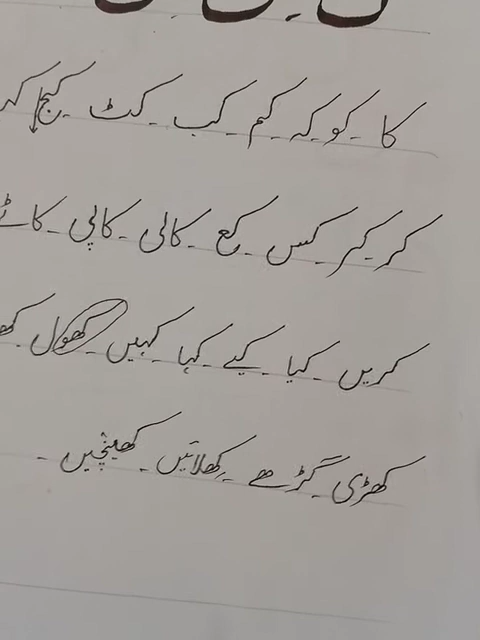 کا۔ کو۔ کہ۔ کم۔ کب۔ کٹ۔ کیچ
کر۔ کیر۔ کس۔ کع۔ کالی۔ کاپی۔
کریں۔ کیا۔ کیے۔ کہا۔ کہیں۔ کھول۔
کھڑی۔ گڑھے۔ کھلائیں۔ کھینچیں۔